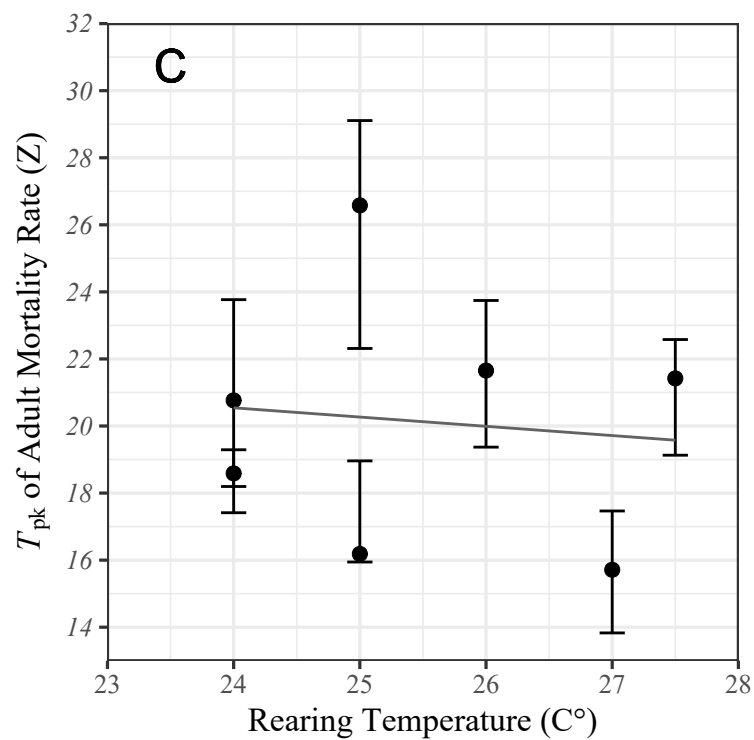 C
32
30
28
26
24
22
20
18
16
14
Tpk of Adult Mortality Rate (Z)
23 24 25 26 27 28
Rearing Temperature (C°)